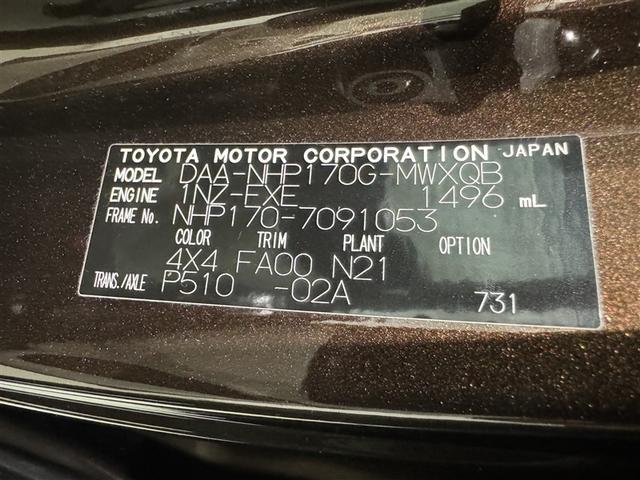 TOYOTA MOTOR CORPORATION JAPAN
MODEL DAA-NHP170G-MWXQB
ENGINE 1NZ-EXE 1496 mL
FRAME No. NHP170-7091053
COLOR TRIM PLANT OPTION
4X4 FA00 N21
TRANS./AXLE P510 -02A
731